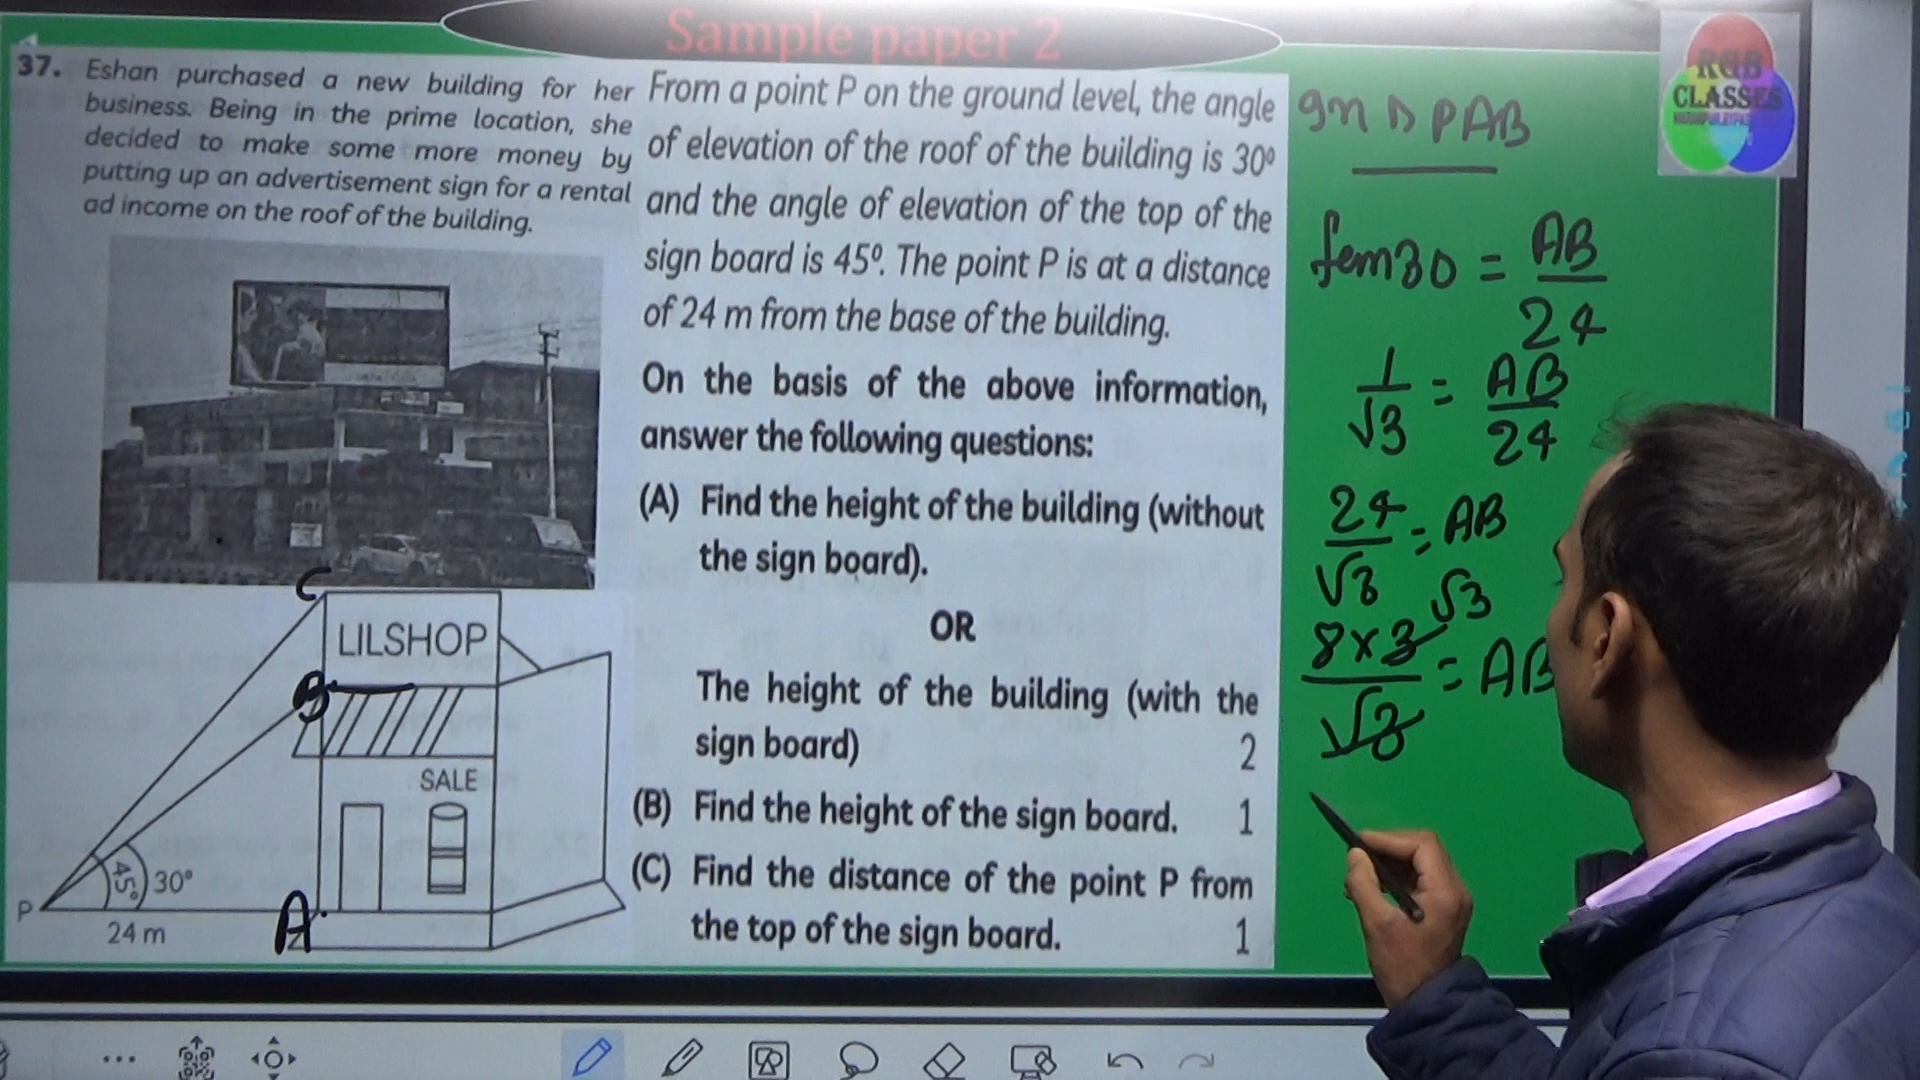 Sample paper 2
37. Eshan purchased a new building for her
business. Being in the prime location, she
decided to make some more money by
putting up an advertisement sign for a rental
ad income on the roof of the building.
C
LILSHOP
B
SALE
45°
30°
P
24 m
A
From a point P on the ground level, the angle
of elevation of the roof of the building is 30°
and the angle of elevation of the top of the
sign board is 45°. The point P is at a distance
of 24 m from the base of the building.
On the basis of the above information,
answer the following questions:
(A) Find the height of the building (without
the sign board).
OR
The height of the building (with the
sign board) 2
(B) Find the height of the sign board. 1
(C) Find the distance of the point P from
the top of the sign board. 1
RGB
CLASSES
In Δ PAB
tan30 = AB/24
1/√3 = AB/24
24/√3 = AB
√3
8×3/√3 = AB